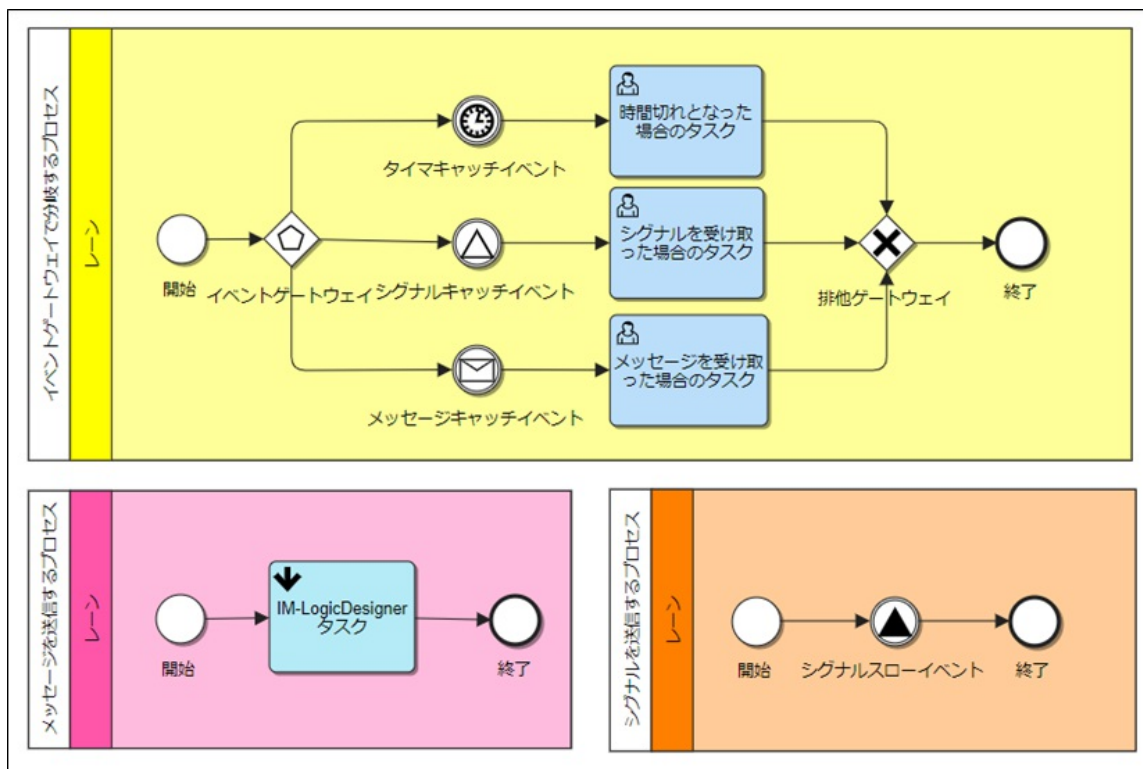 イベントゲートウェイで分岐するプロセス
レーン
時間切れとなった
場合のタスク
タイマキャッチイベント
シグナルを受け取
った場合のタスク
開始
イベントゲートウェイ
シグナルキャッチイベント
排他ゲートウェイ
終了
メッセージを受け取
った場合のタスク
メッセージキャッチイベント
メッセージを送信するプロセス
レーン
IM-LogicDesigner
タスク
開始
終了
シグナルを送信するプロセス
レーン
開始
シグナルスローイベント
終了